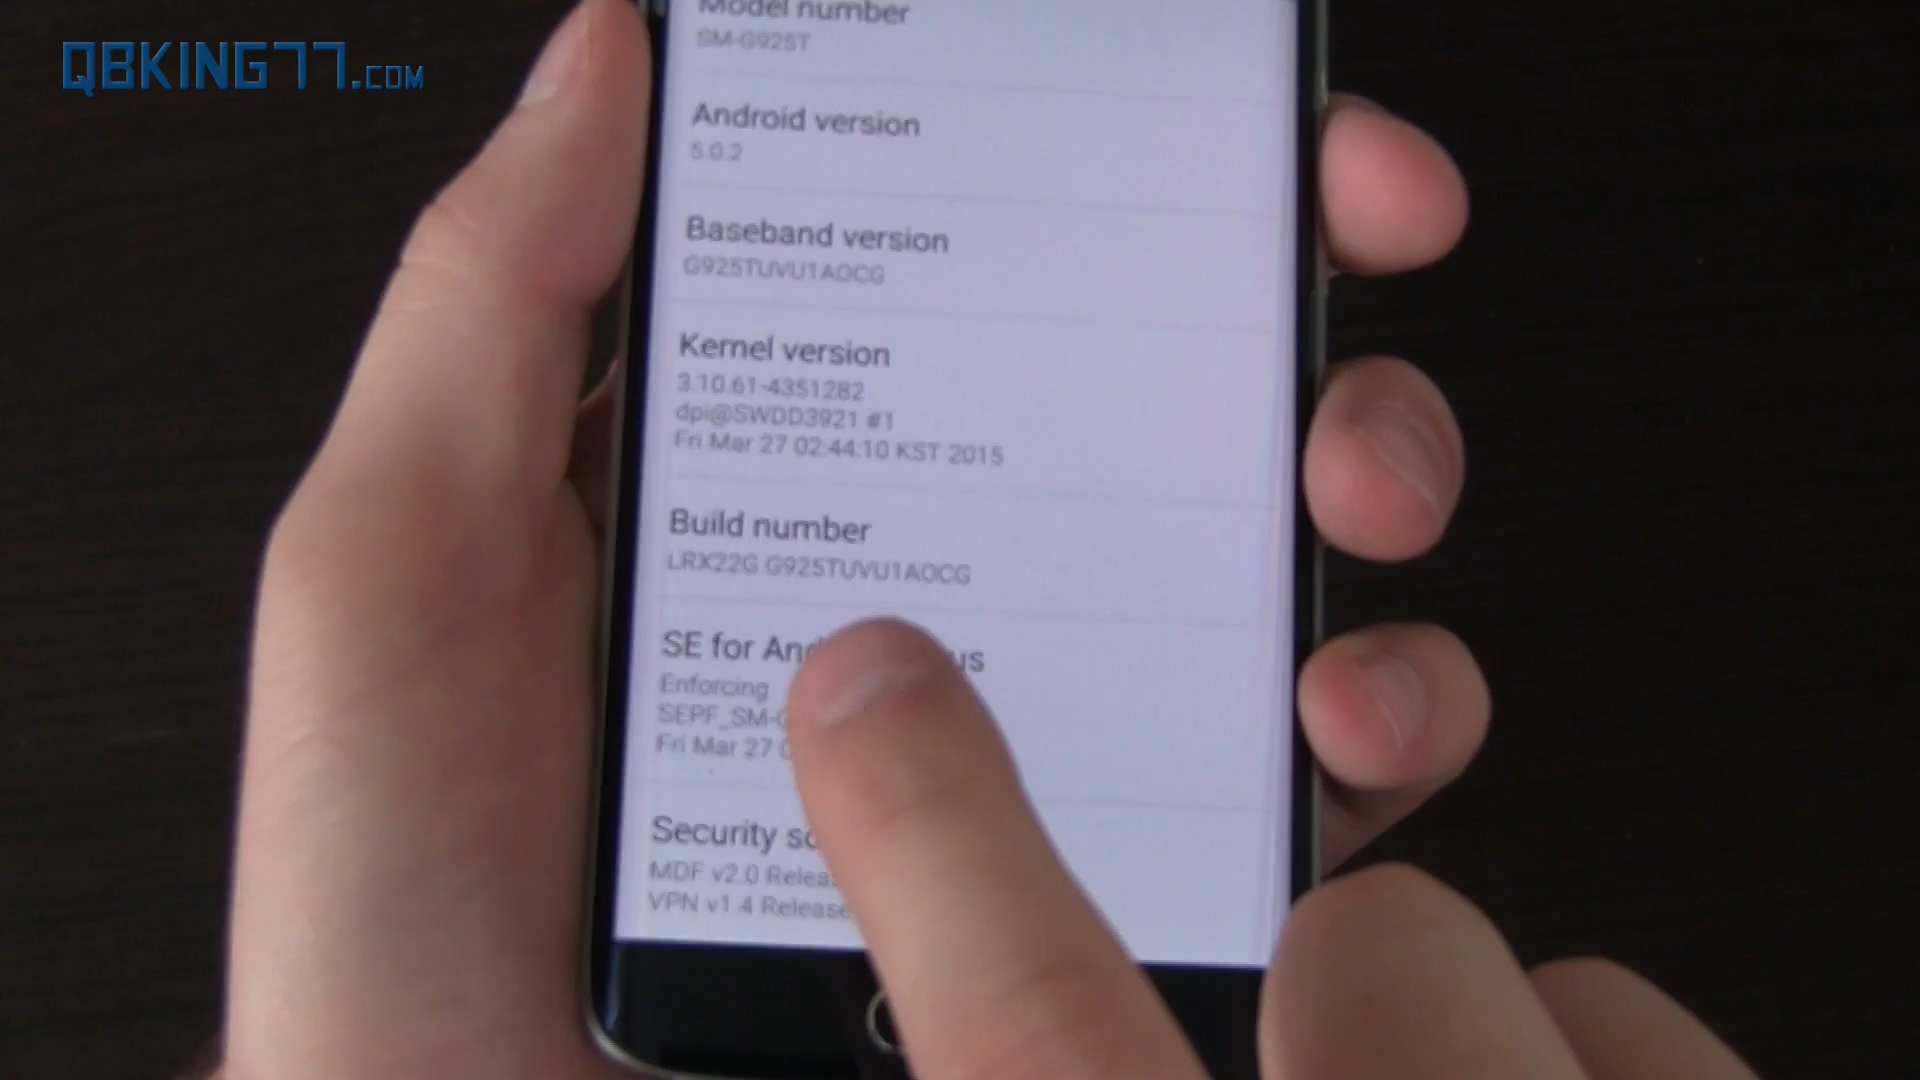 QBKING77.COM
Model number
SM-G925T
Android version
5.0.2
Baseband version
G925TUVU1AOCG
Kernel version
3.10.61-4351282
dpi@SWDD3921 #1
Fri Mar 27 02:44:10 KST 2015
Build number
LRX22G.G925TUVU1AOCG
SE for
Enforcing
Fri Mar 27
Security
MDF v2.0
VPN v1.4 Release